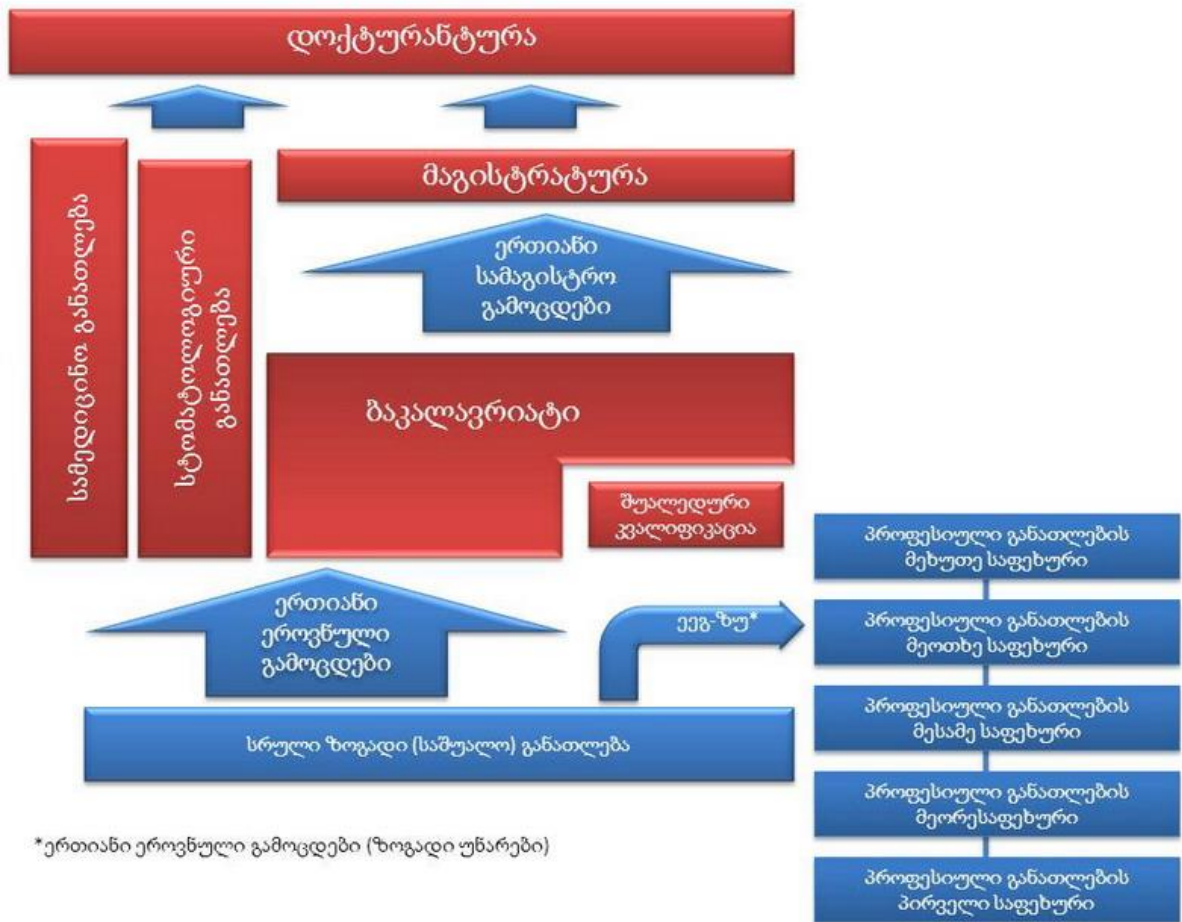 დოქტურანტურა
მაგისტრატურა
ერთიანი
სამაგისტრო
გამოცდები
სამედიცინო განათლება
სტომატოლოგიური
განათლება
ბაკალავრიატი
შუალედური
კვალიფიკაცია
ერთიანი
ეროვნული
გამოცდები
ეეგ-ზუ*
სრული ზოგადი (საშუალო) განათლება
პროფესიული განათლების
მეხუთე საფეხური
პროფესიული განათლების
მეოთხე საფეხური
პროფესიული განათლების
მესამე საფეხური
პროფესიული განათლების
მეორესაფეხური
პროფესიული განათლების
პირველი საფეხური
*ერთიანი ეროვნული გამოცდები (ზოგადი უნარები)